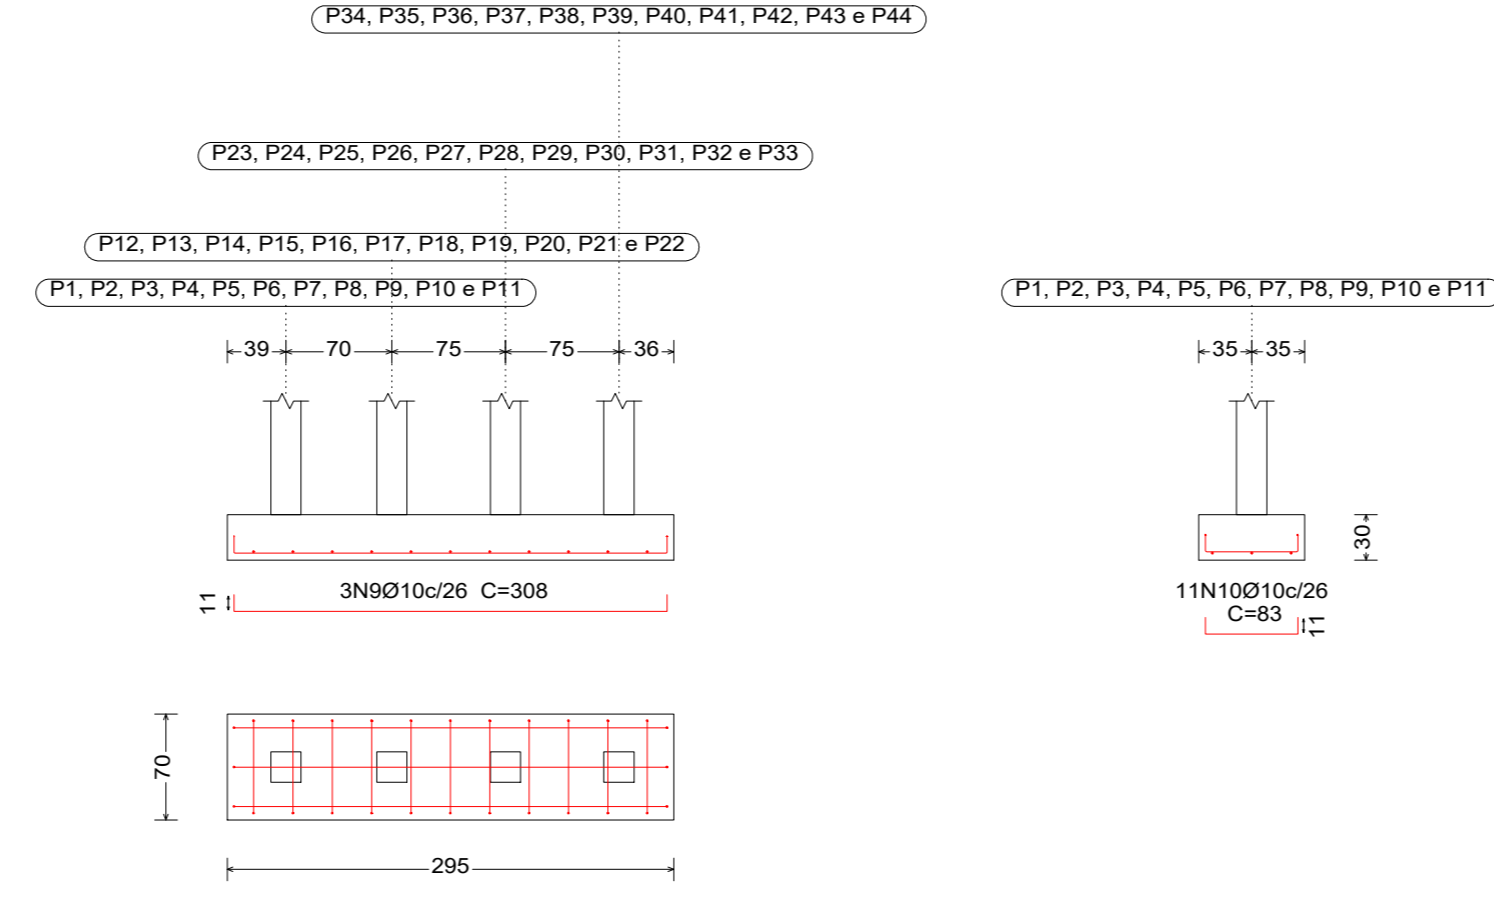 P34, P35, P36, P37, P38, P39, P40, P41, P42, P43 e P44
P23, P24, P25, P26, P27, P28, P29, P30, P31, P32 e P33
P12, P13, P14, P15, P16, P17, P18, P19, P20, P21 e P22
P1, P2, P3, P4, P5, P6, P7, P8, P9, P10 e P11
P1, P2, P3, P4, P5, P6, P7, P8, P9, P10 e P11
39 70 75 75 36
35 35
30
3N9Ø10c/26 C=308
11
11N10Ø10c/26
C=83
11
70
295